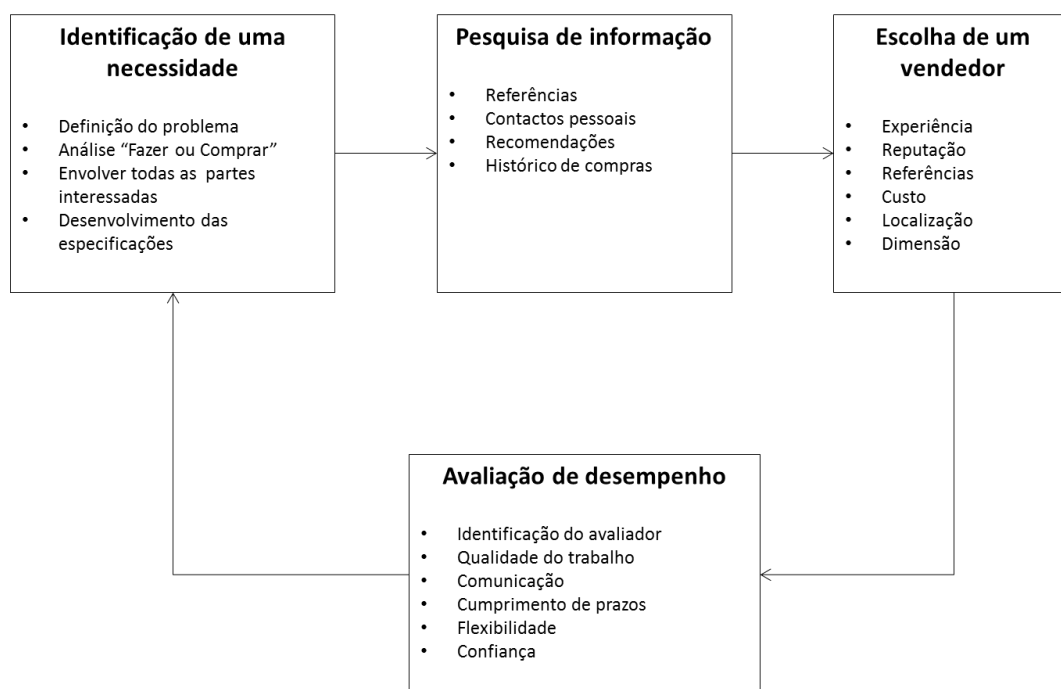 Identificação de uma
necessidade
• Definição do problema
• Análise “Fazer ou Comprar”
• Envolver todas as partes
interessadas
• Desenvolvimento das
especificações
Pesquisa de informação
• Referências
• Contactos pessoais
• Recomendações
• Histórico de compras
Escolha de um
vendedor
• Experiência
• Reputação
• Referências
• Custo
• Localização
• Dimensão
Avaliação de desempenho
• Identificação do avaliador
• Qualidade do trabalho
• Comunicação
• Cumprimento de prazos
• Flexibilidade
• Confiança